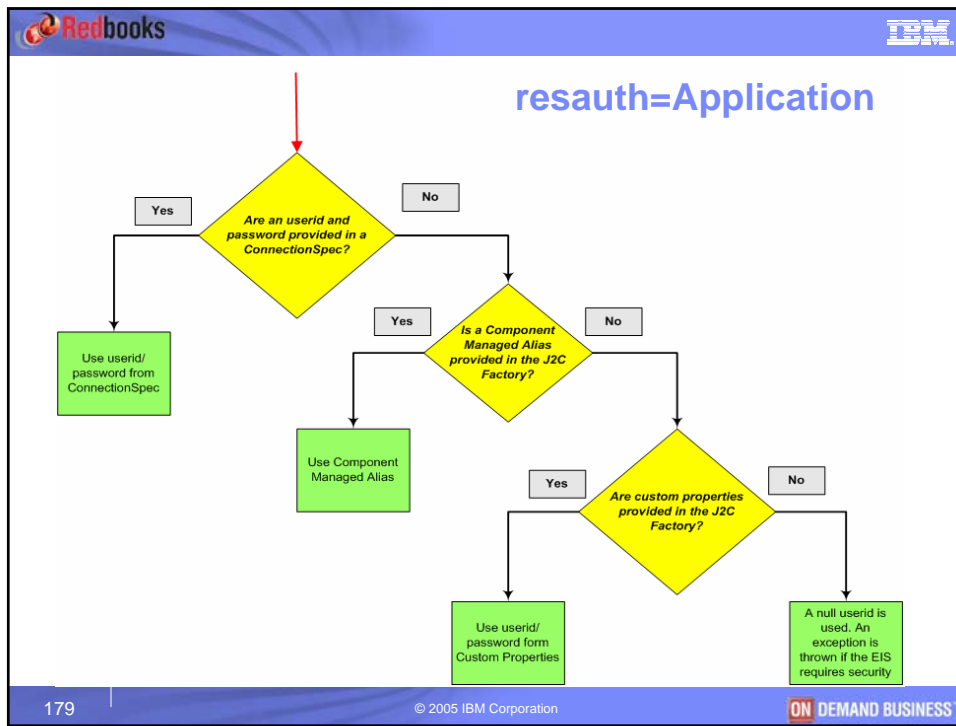 Redbooks
IBM
resauth=Application
Yes
Are an userid and
password provided in a
ConnectionSpec?
No
Use userid/
password from
ConnectionSpec
Yes
Is a Component
Managed Alias
provided in the J2C
Factory?
No
Use Component
Managed Alias
Yes
Are custom properties
provided in the J2C
Factory?
No
Use userid/
password form
Custom Properties
A null userid is
used. An
exception is
thrown if the EIS
requires security
179
© 2005 IBM Corporation
ON DEMAND BUSINESS